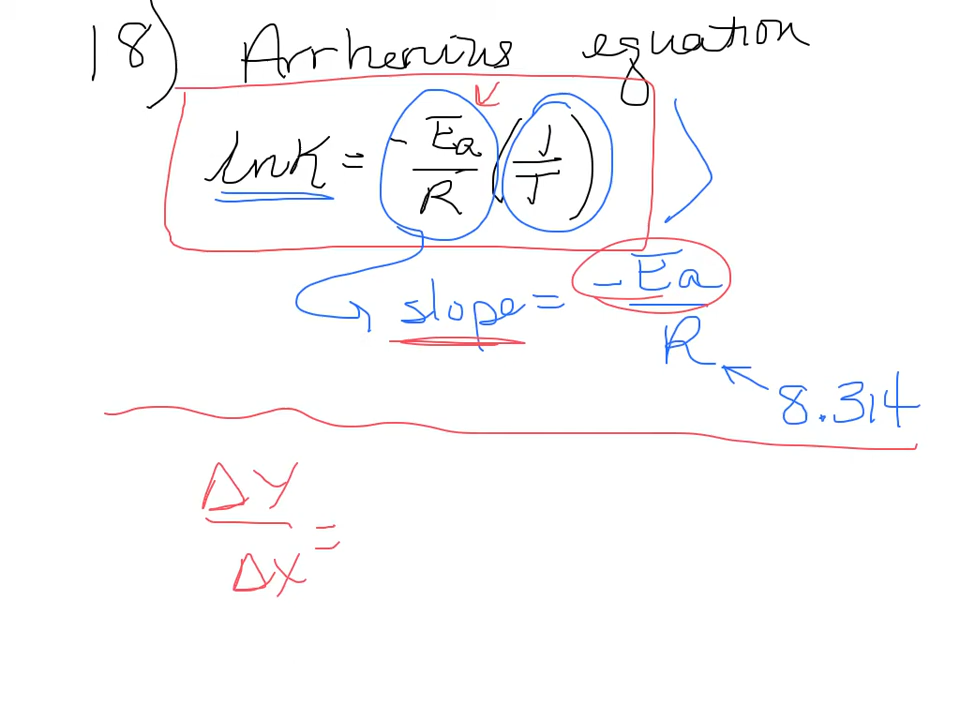 18) Arrhenius equation
lnK = - Ea/R (1/T)
slope = -Ea/R
8.314
ΔY/ΔX =